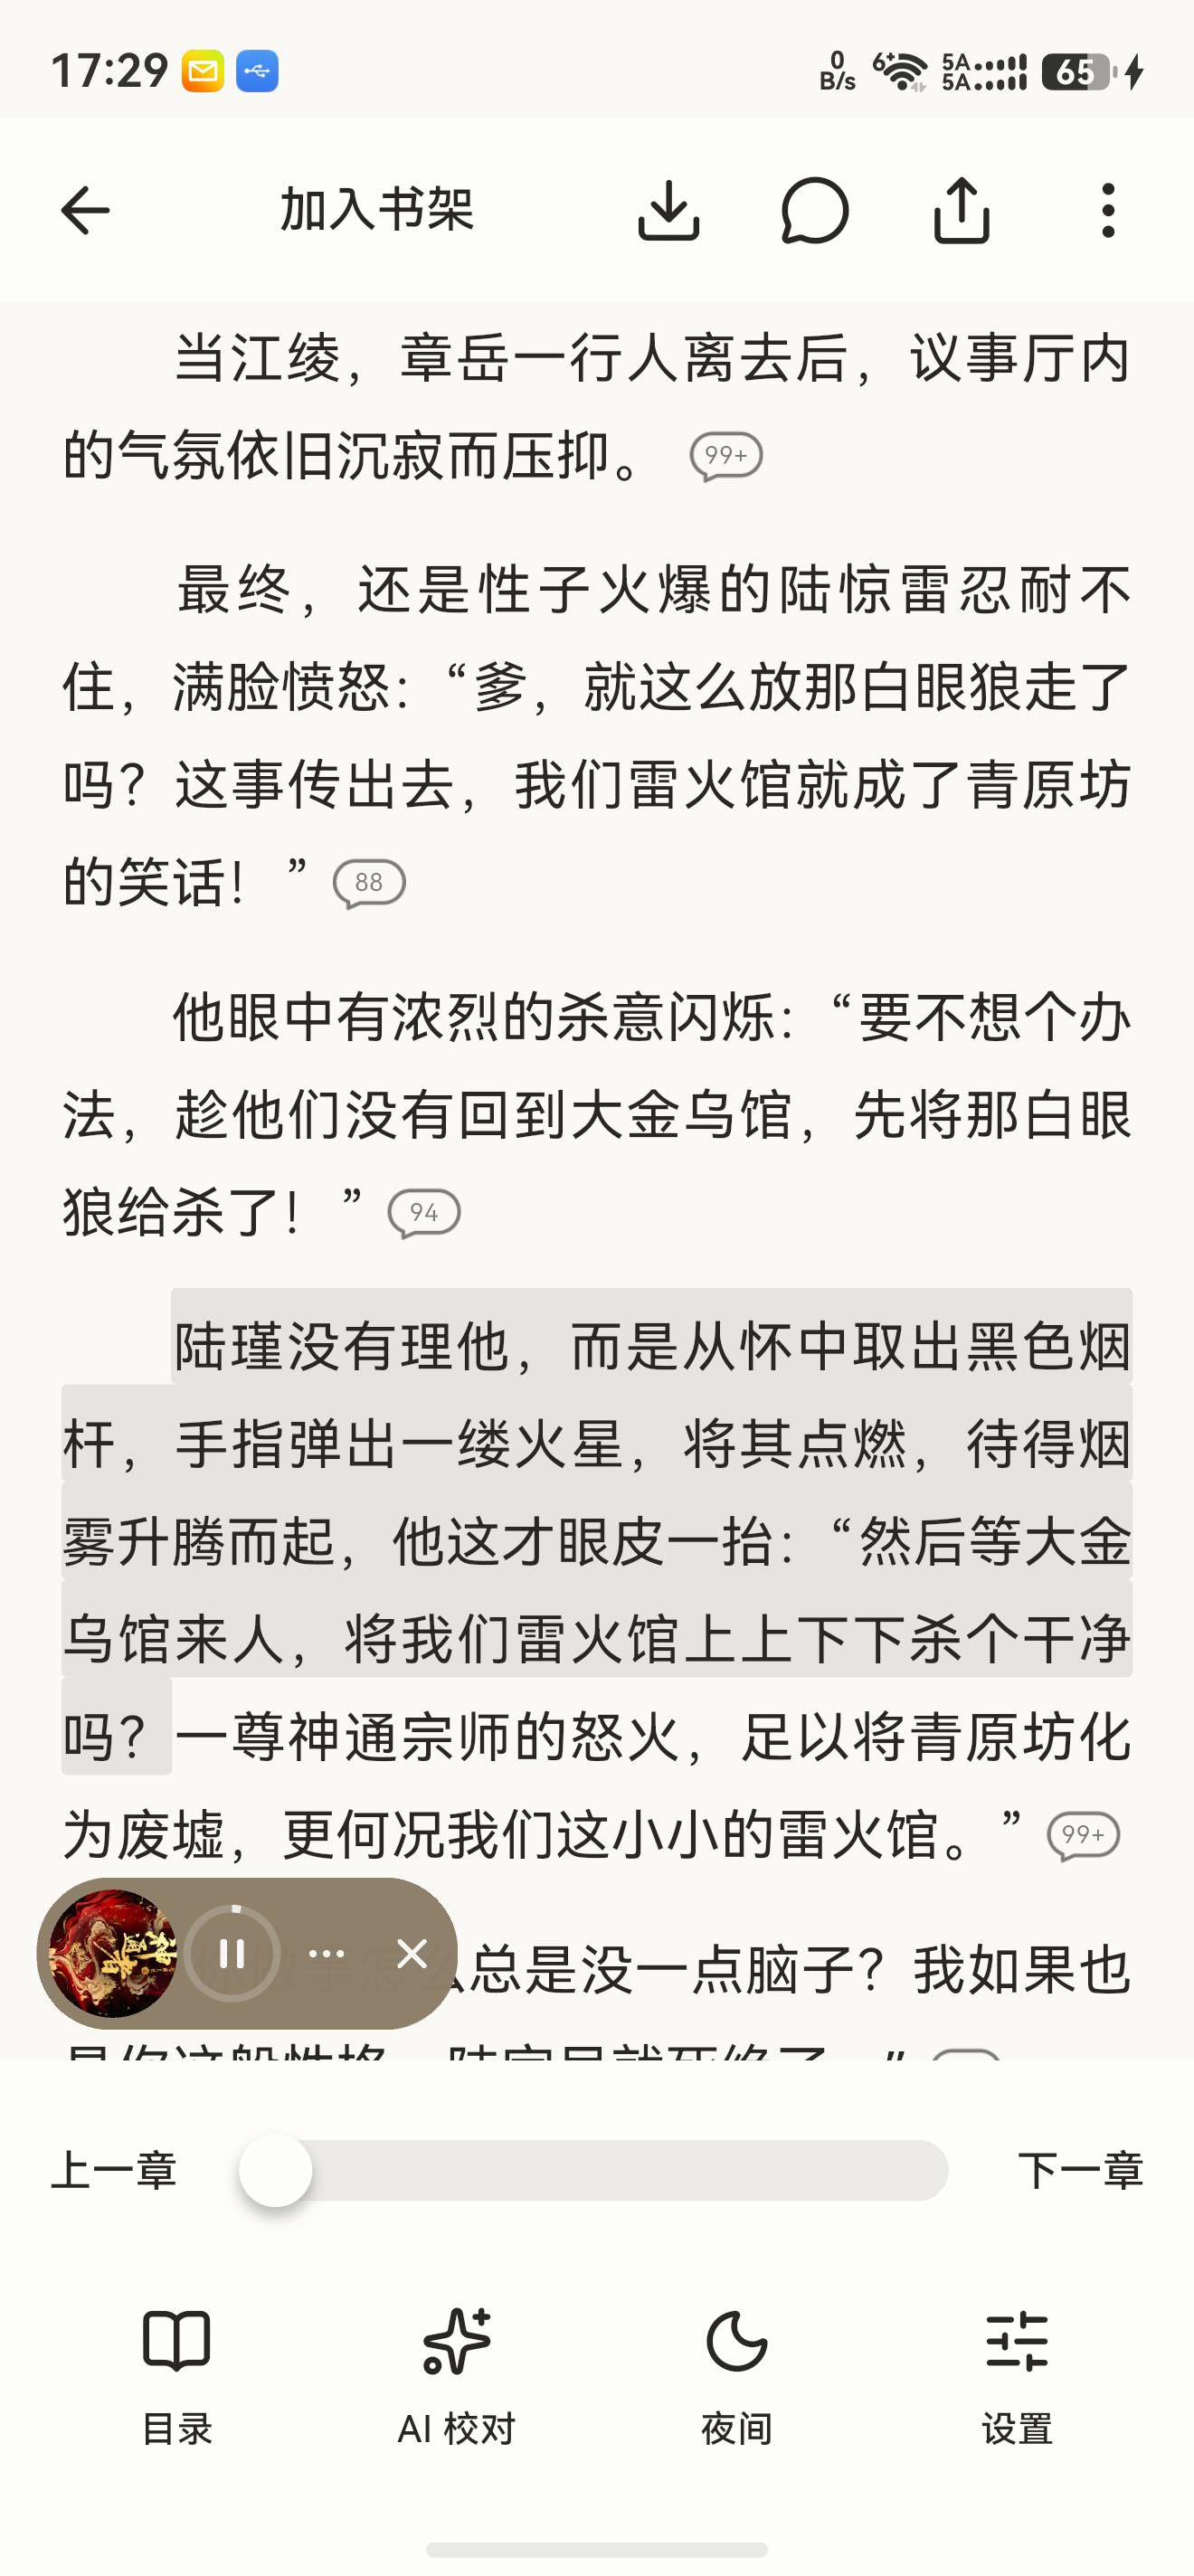 17:29
0
B/s
6+
5A
5A
65
加入书架
当江绫，章岳一行人离去后，议事厅内
的气氛依旧沉寂而压抑。 99+
最终，还是性子火爆的陆惊雷忍耐不
住，满脸愤怒：“爹，就这么放那白眼狼走了
吗？这事传出去，我们雷火馆就成了青原坊
的笑话！” 88
他眼中有浓烈的杀意闪烁：“要不想个办
法，趁他们没有回到大金乌馆，先将那白眼
狼给杀了！” 94
陆瑾没有理他，而是从怀中取出黑色烟
杆，手指弹出一缕火星，将其点燃，待得烟
雾升腾而起，他这才眼皮一抬：“然后等大金
乌馆来人，将我们雷火馆上上下下杀个干净
吗？一尊神通宗师的怒火，足以将青原坊化
为废墟，更何况我们这小小的雷火馆。” 99+
总是没一点脑子？我如果也
上一章
下一章
目录
AI 校对
夜间
设置